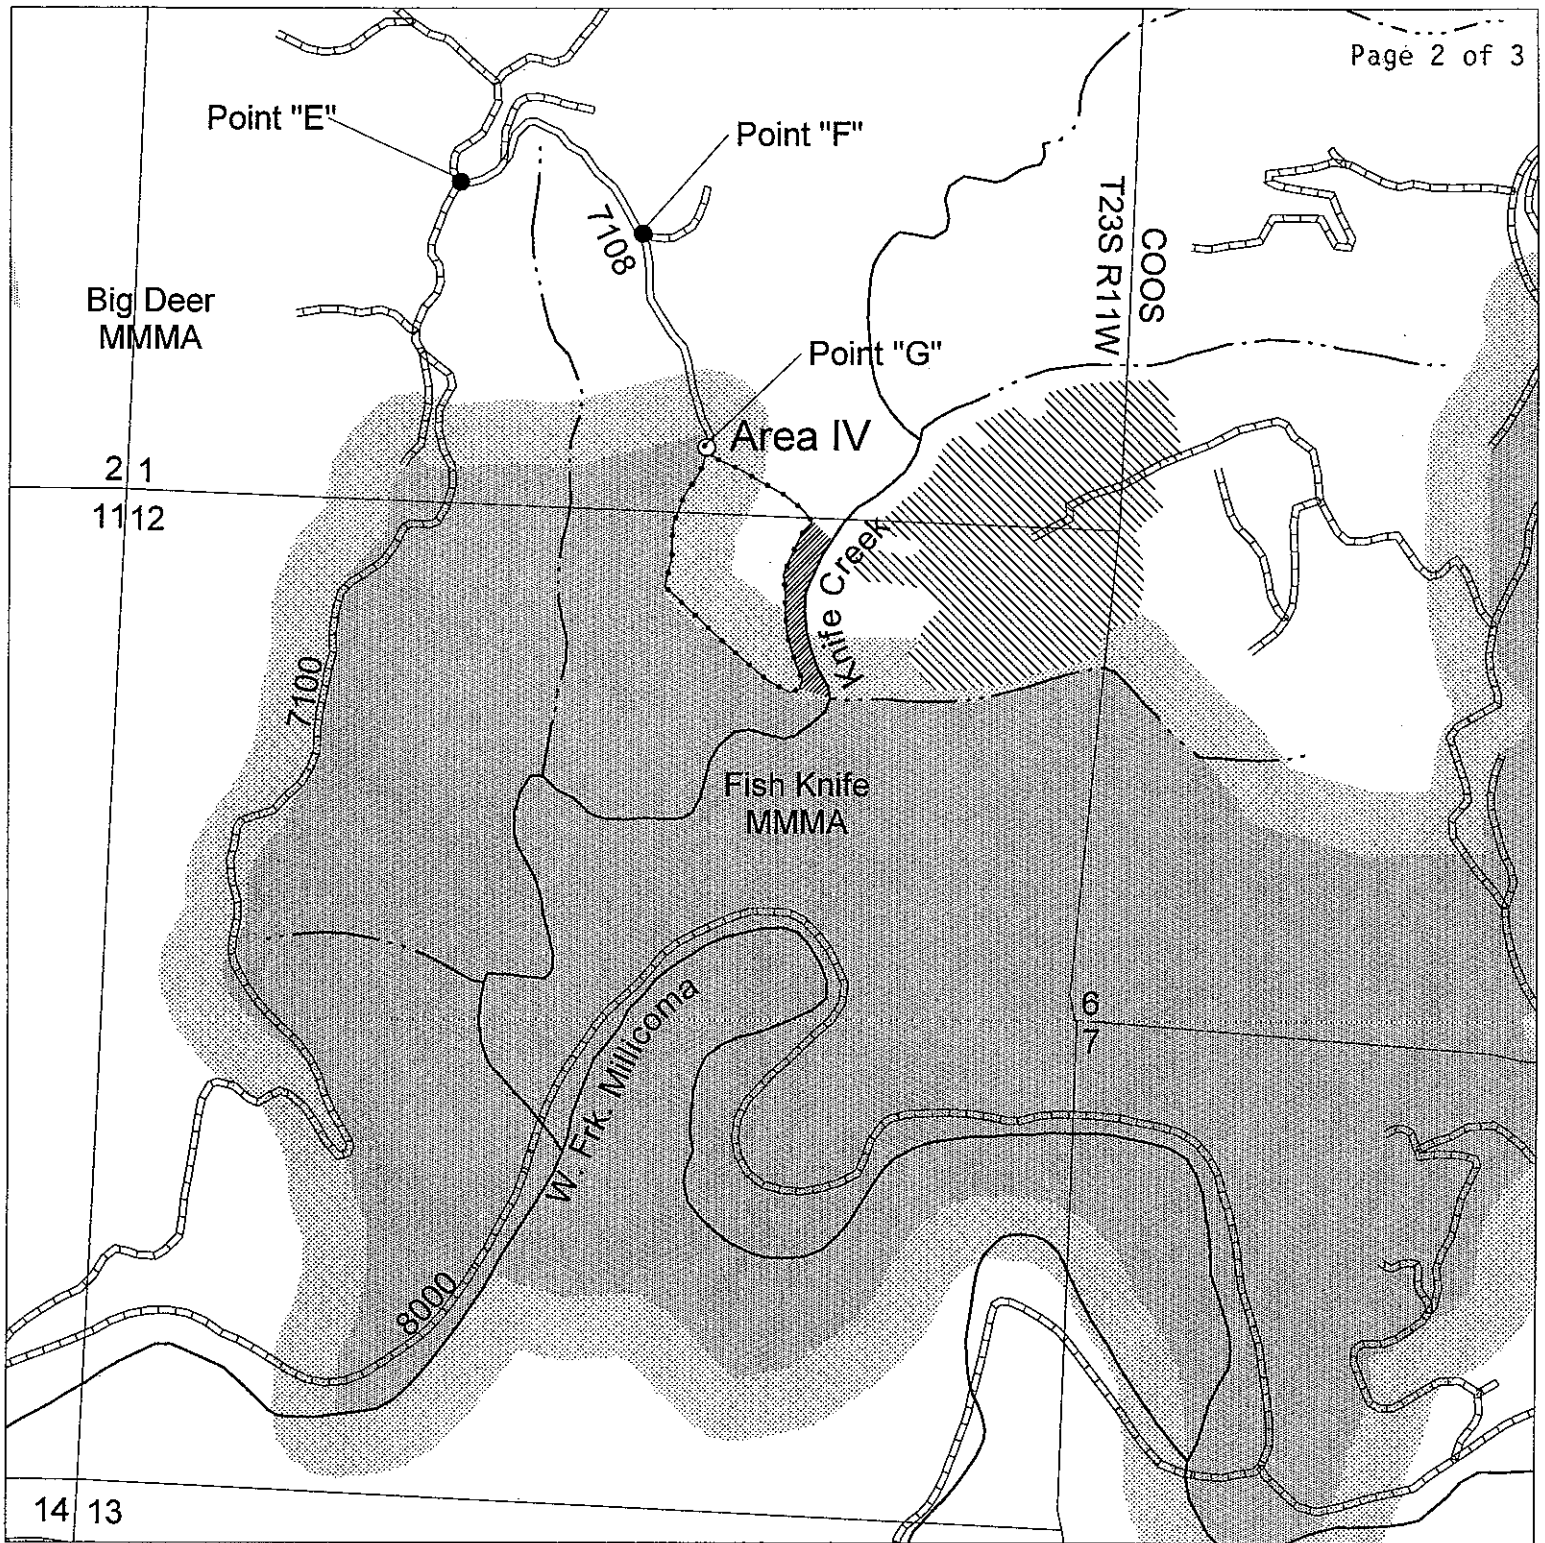 Page 2 of 3
Point "E"
Point "F"
7108
T23S R11W
COOS
Big Deer
MMMA
Point "G"
Area IV
2 1
11 12
Knife Creek
7100
Fish Knife
MMMA
W. Frk. Millicoma
6
7
8000
14 13